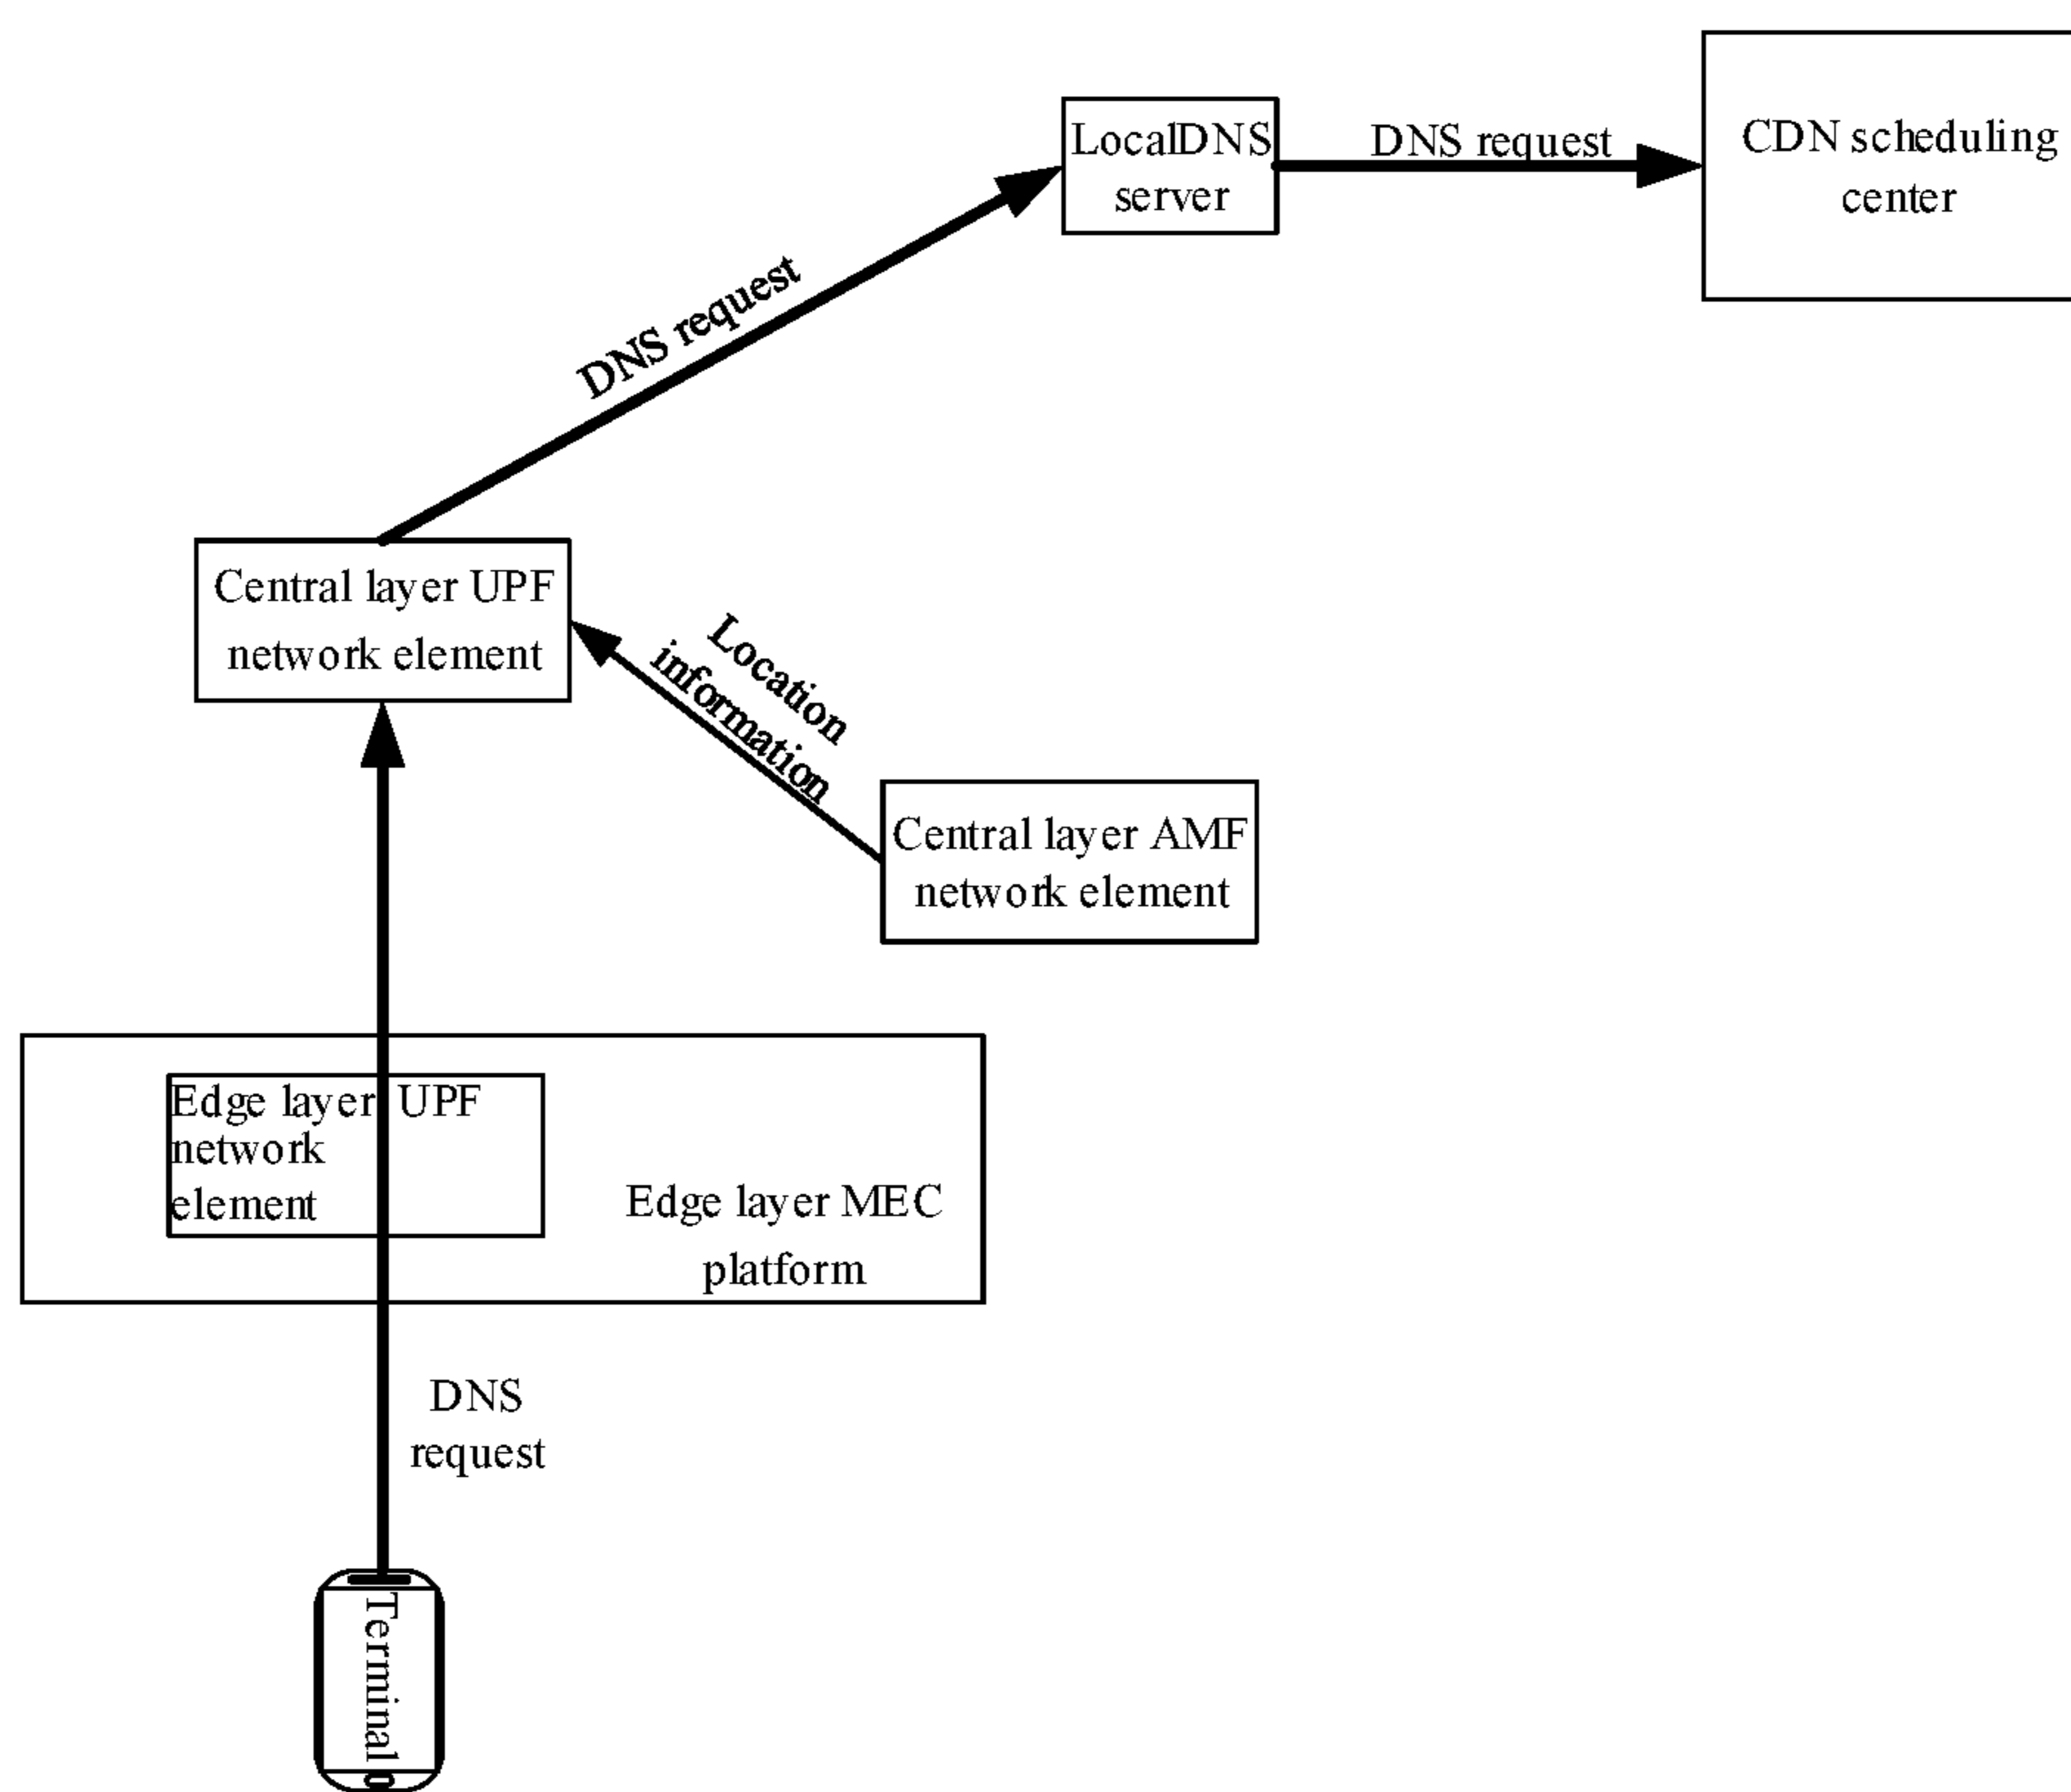 CDN scheduling
center
LocalDNS
server
DNS request
DNS request
Central layer UPF
network element
Location
information
Central layer AMF
network element
Edge layer UPF
network
element
Edge layer MEC
platform
DNS
request
Terminal